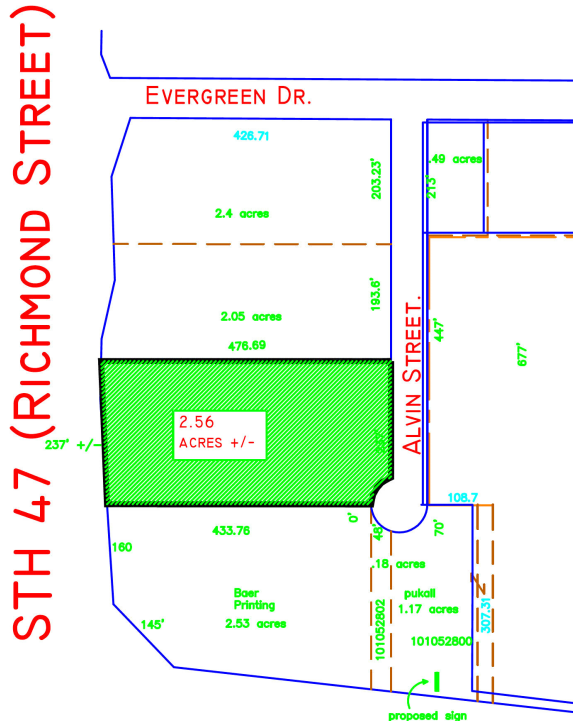 STH 47 (RICHMOND STREET)
EVERGREEN DR.
426.71
.49 acres
203.23'
213'
2.4 acres
193.6'
2.05 acres
476.69
ALVIN STREET.
447'
677'
2.56
ACRES +/-
237' +/-
108.7
433.76
0'
48'
70'
160
.18 acres
Baer
Printing
2.53 acres
pukall
1.17 acres
145'
101052802
101052800
N
307.31
proposed sign